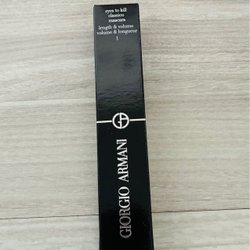 eyes to kill
classico
mascara
length & volume
volume & longueur
1
GIORGIO ARMANI